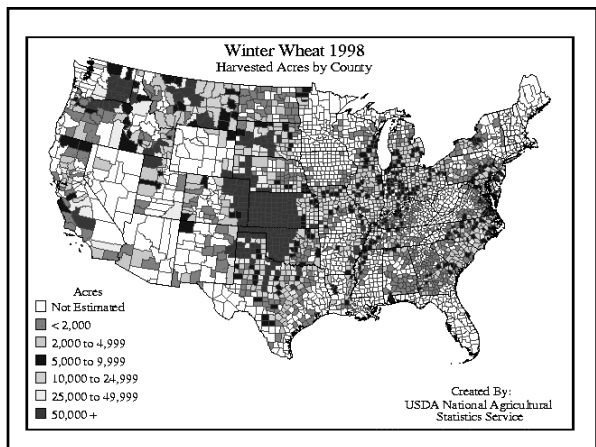 Winter Wheat 1998
Harvested Acres by County
Acres
Not Estimated
< 2,000
2,000 to 4,999
5,000 to 9,999
10,000 to 24,999
25,000 to 49,999
50,000 +
Created By:
USDA National Agricultural
Statistics Service